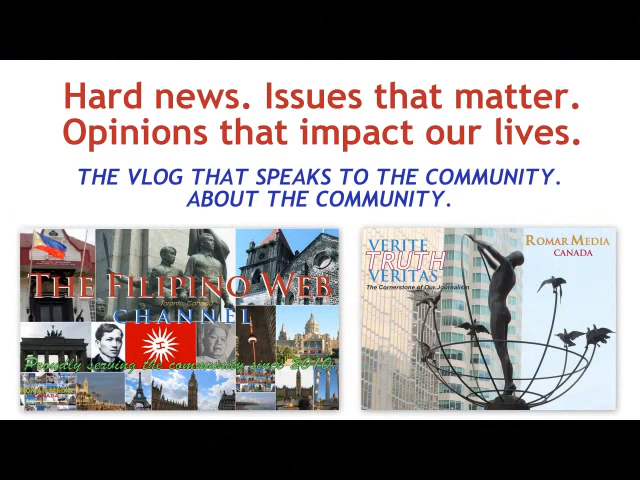 Hard news. Issues that matter.
Opinions that impact our lives.
THE VLOG THAT SPEAKS TO THE COMMUNITY.
ABOUT THE COMMUNITY.
THE FILIPINO WEB
Toronto, Canada
CHANNEL
Proudly serving the community since 2010.
VERITE
TRUTH
VERITAS
The Cornerstone of Our Journalism
ROMAR MEDIA
CANADA